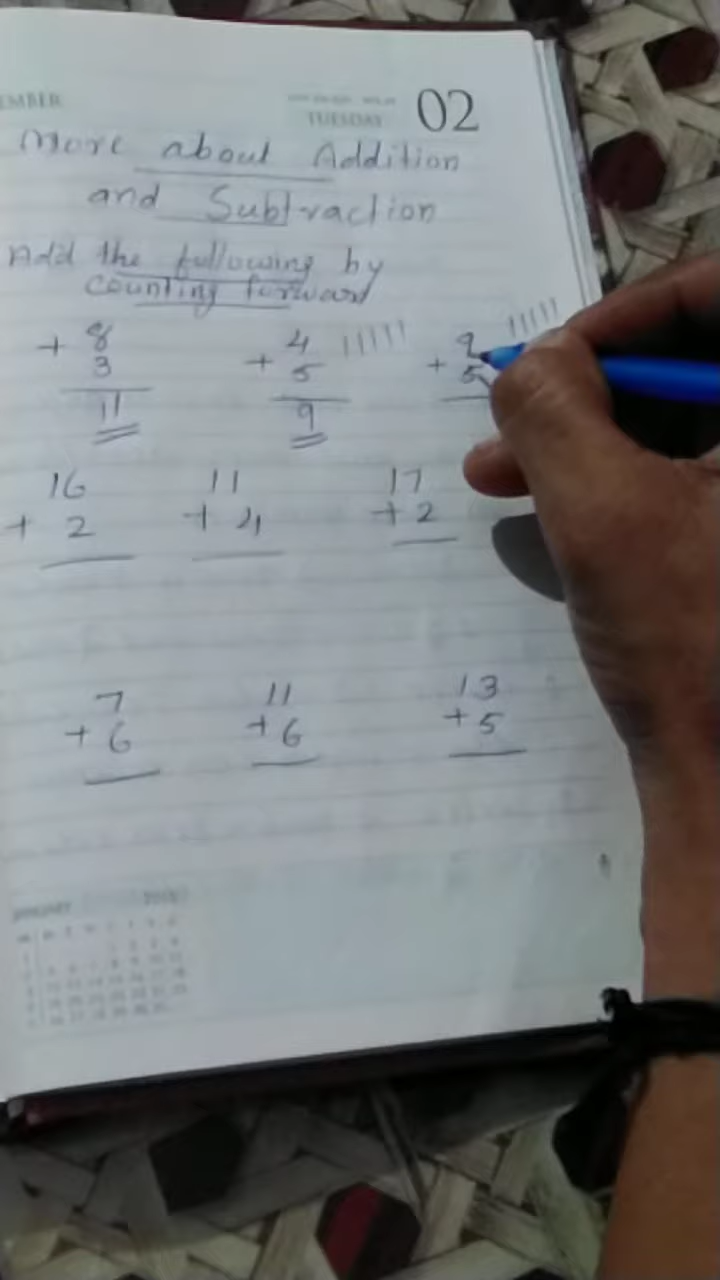 EMBER
TUESDAY 02
More about Addition
and Subtraction
Add the following by
counting forward
+ 8 4 9
3 + 5 + 5
11 9
16 11 17
+ 2 + 4 + 2
7 11 13
+ 6 + 6 + 5